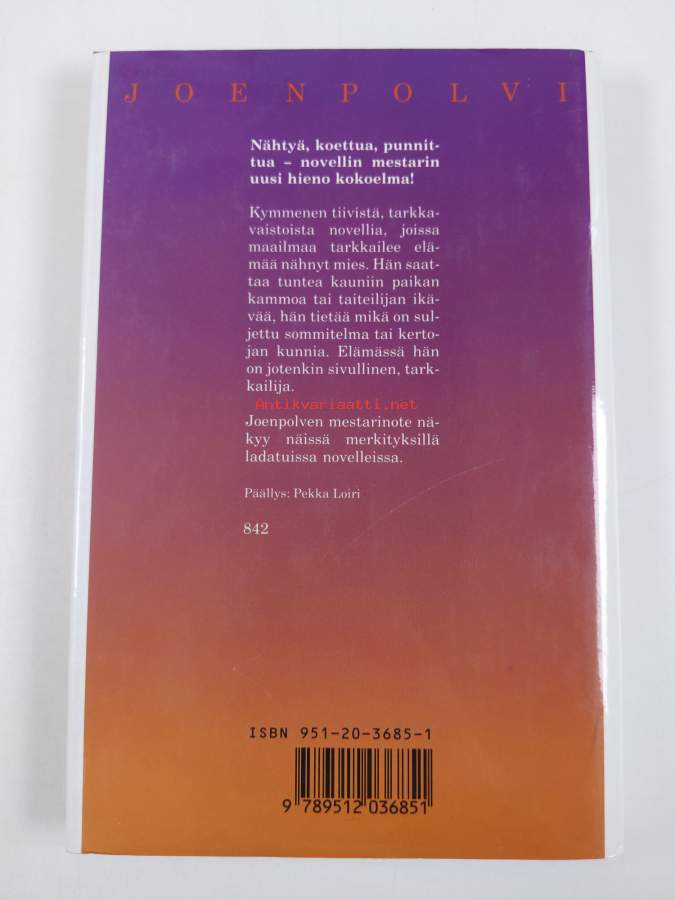 JOENPOLVI
Nähtyä, koettua, punnit-
tua – novellin mestarin
uusi hieno kokoelma!
Kymmenen tiivistä, tarkka-
vaistoista novellia, joissa
maailmaa tarkkailee elä-
mää nähnyt mies. Hän saat-
taa tuntea kauniin paikan
kammoa tai taiteilijan ikä-
vää, hän tietää mikä on sul-
jettu sommitelma tai kerto-
jan kunnia. Elämässä hän
on jotenkin sivullinen, tark-
kailija.
Antikvariaatti.net
Joenpolven mestarinote nä-
kyy näissä merkityksillä
ladatuissa novelleissa.
Päällys: Pekka Loiri
842
ISBN 951-20-3685-1
9 789512 036851